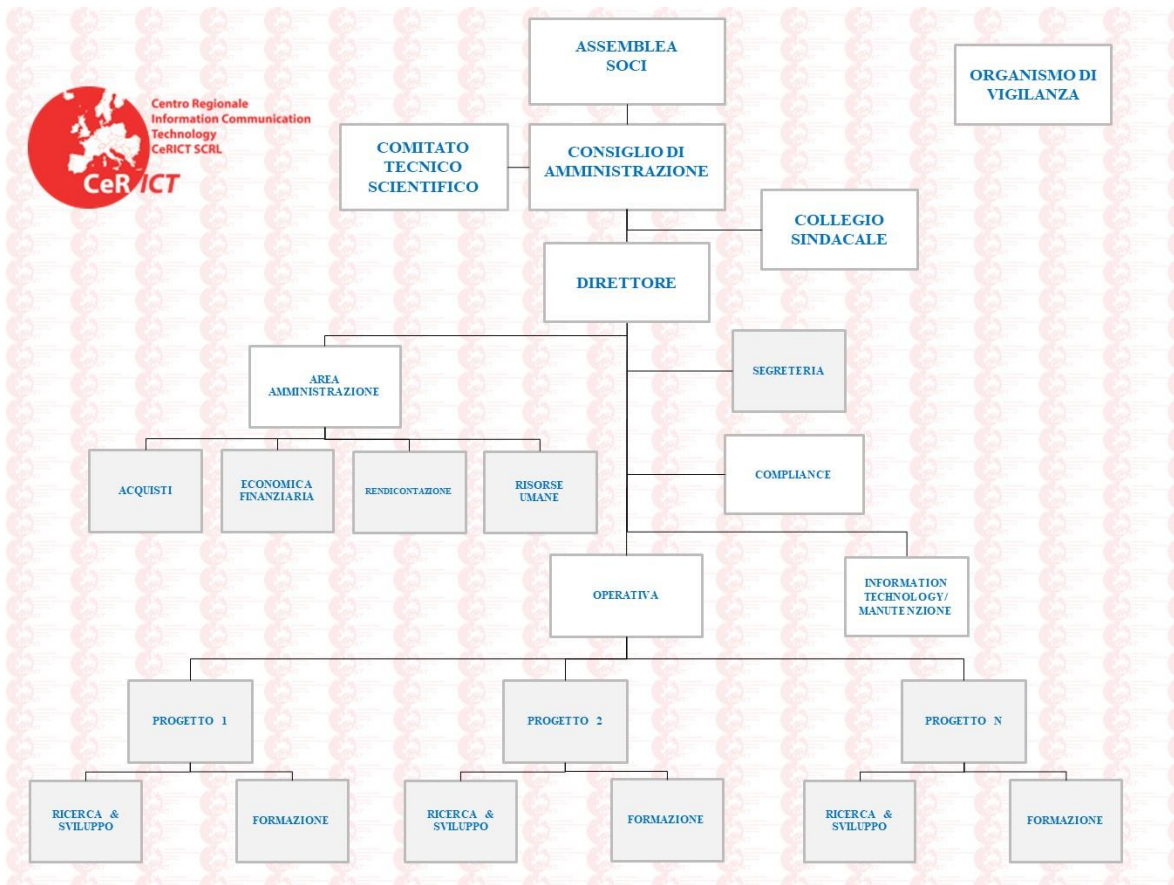 ASSEMBLEA
SOCI
ORGANISMO DI
VIGILANZA
Centro Regionale
Information Communication
Technology
CeRICT SCRL
CeRICT
COMITATO
TECNICO
SCIENTIFICO
CONSIGLIO DI
AMMINISTRAZIONE
COLLEGIO
SINDACALE
DIRETTORE
AREA
AMMINISTRAZIONE
SEGRETERIA
ACQUISTI
ECONOMICA
FINANZIARIA
RENDICONTAZIONE
RISORSE
UMANE
COMPLIANCE
OPERATIVA
INFORMATION
TECHNOLOGY/
MANUTENZIONE
PROGETTO 1
PROGETTO 2
PROGETTO N
RICERCA &
SVILUPPO
FORMAZIONE
RICERCA &
SVILUPPO
FORMAZIONE
RICERCA &
SVILUPPO
FORMAZIONE